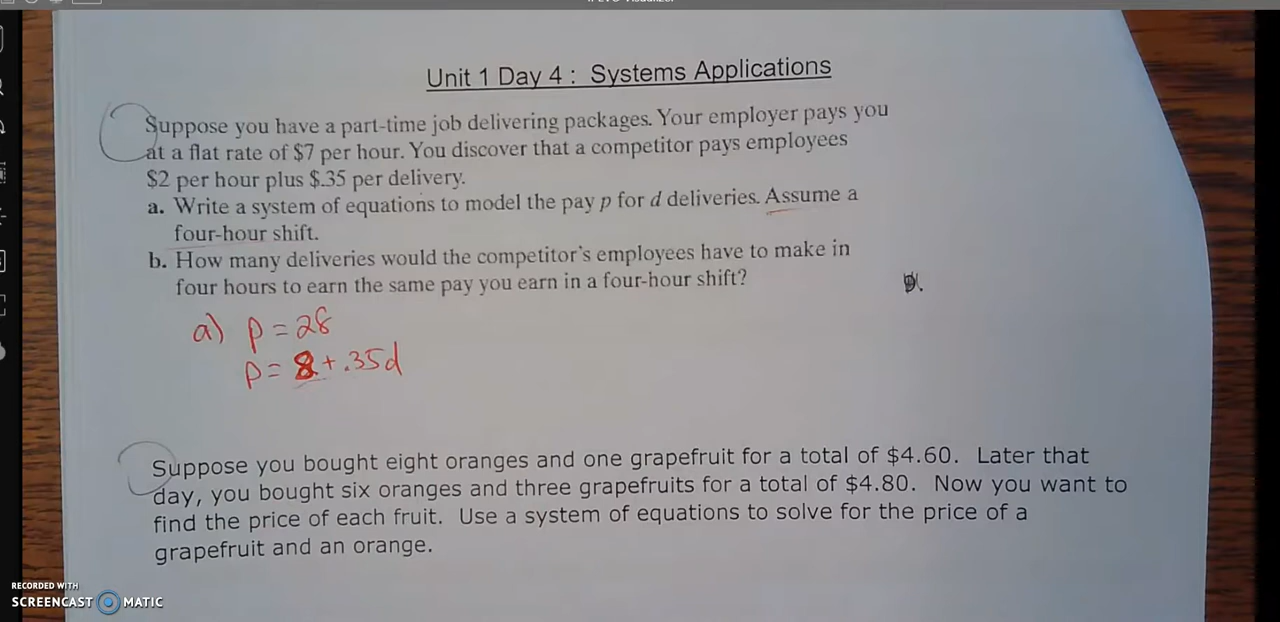 Unit 1 Day 4 : Systems Applications
Suppose you have a part-time job delivering packages. Your employer pays you
at a flat rate of $7 per hour. You discover that a competitor pays employees
$2 per hour plus $.35 per delivery.
a. Write a system of equations to model the pay p for d deliveries. Assume a
four-hour shift.
b. How many deliveries would the competitor's employees have to make in
four hours to earn the same pay you earn in a four-hour shift?
a) p = 28
p = 8 + .35d
Suppose you bought eight oranges and one grapefruit for a total of $4.60. Later that
day, you bought six oranges and three grapefruits for a total of $4.80. Now you want to
find the price of each fruit. Use a system of equations to solve for the price of a
grapefruit and an orange.
RECORDED WITH
SCREENCAST MATIC